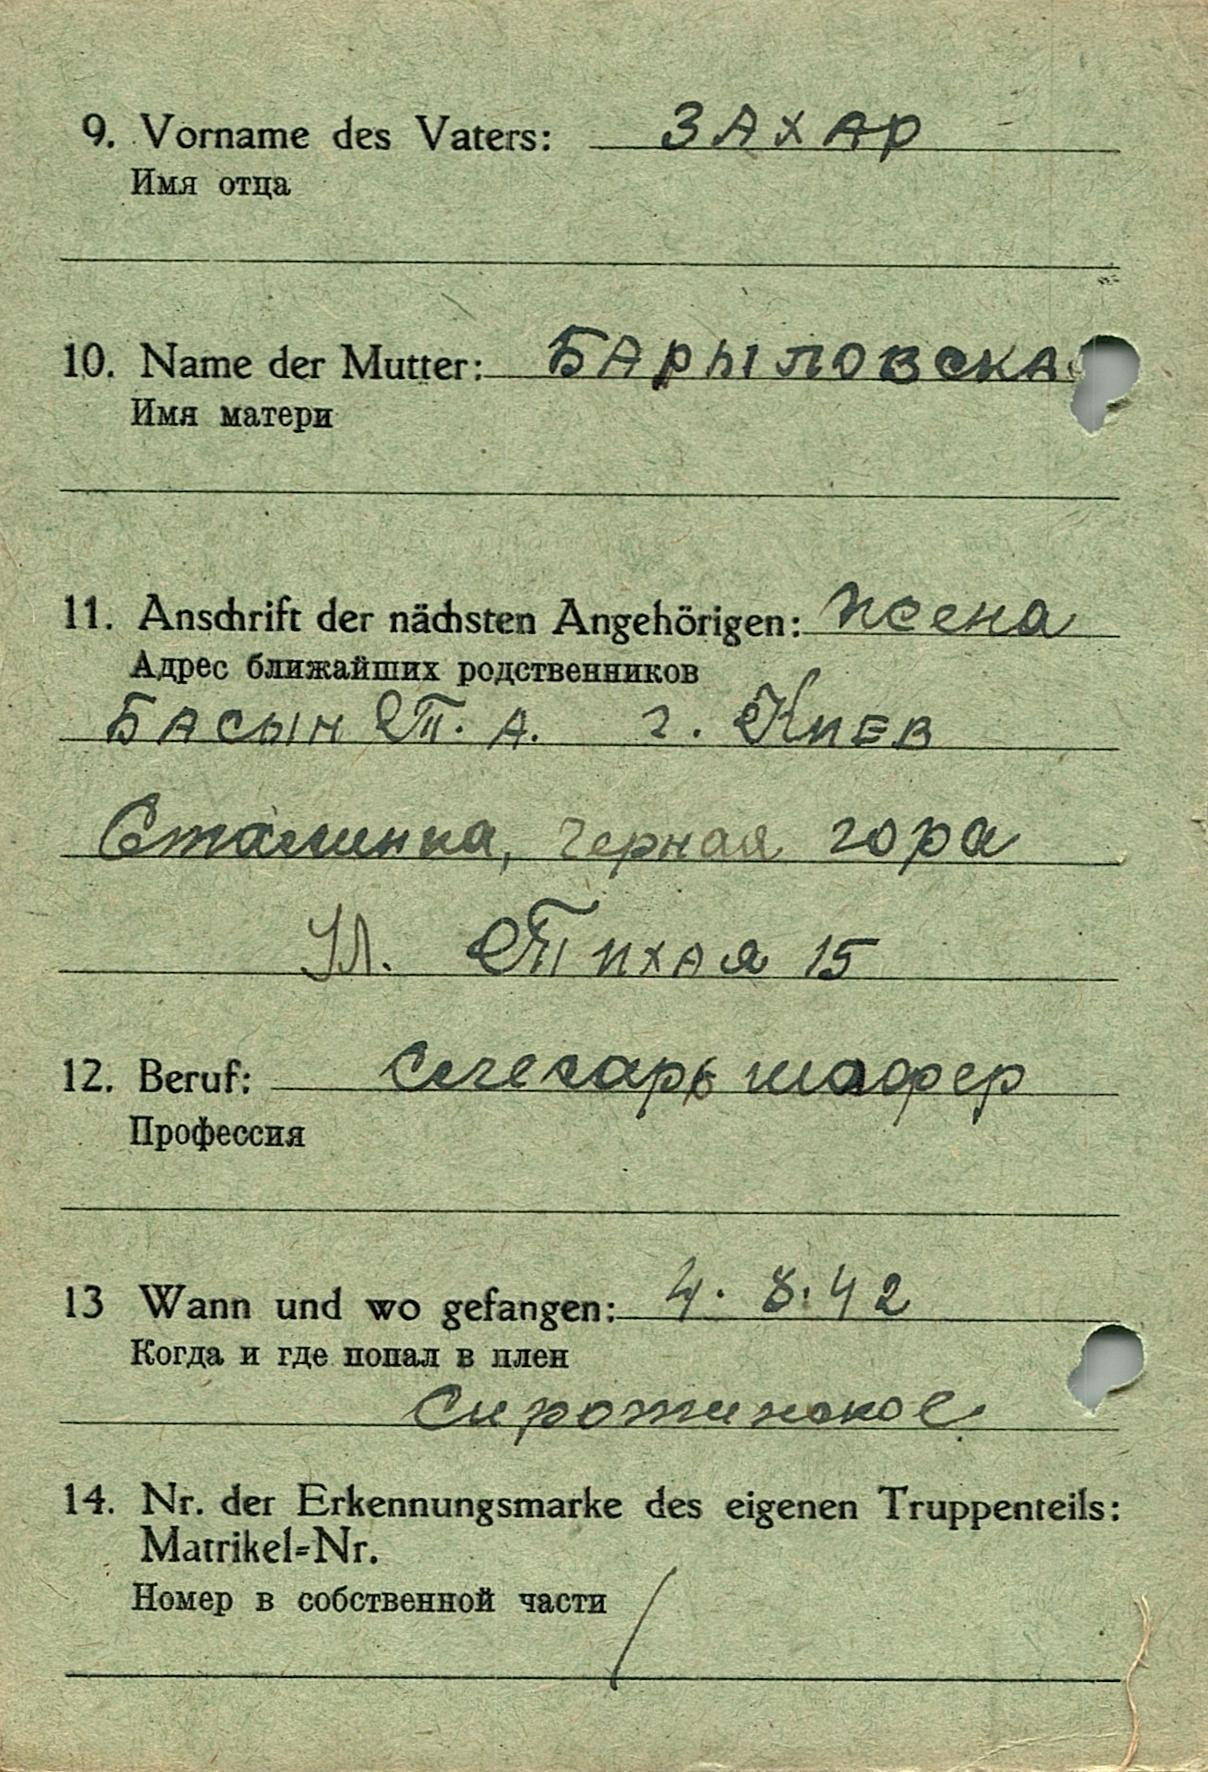 9. Vorname des Vaters: ЗАХАР
Имя отца
10. Name der Mutter: БАРЫЛОВСКА
Имя матери
11. Anschrift der nächsten Angehörigen: жена
Адрес ближайших родственников
БАСЫН Т. А. г. КИЕВ
Сталинка, Черная гора
Ул. Тихая 15
12. Beruf: Слесарь шофер
Профессия
13 Wann und wo gefangen: 4. 8. 42
Когда и где попал в плен
Сиротинское
14. Nr. der Erkennungsmarke des eigenen Truppenteils:
Matrikel=Nr.
Номер в собственной части /